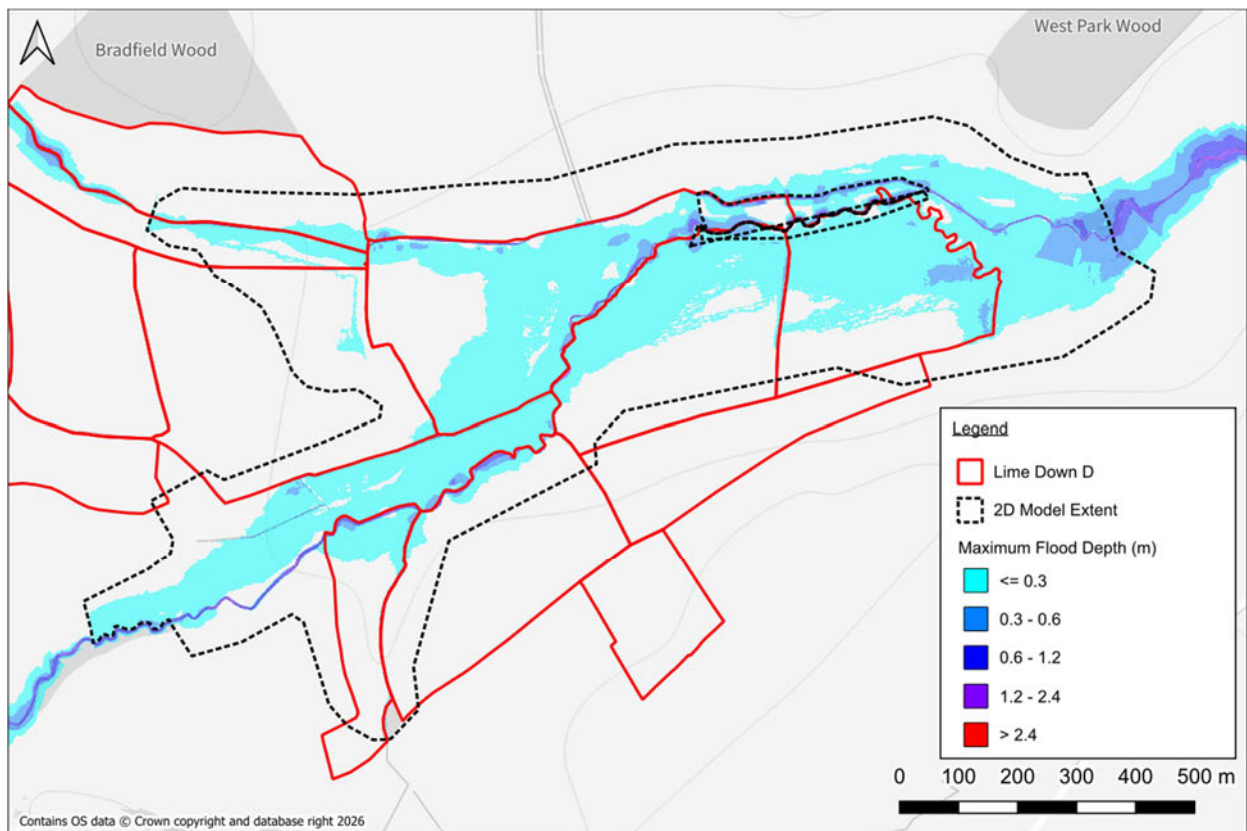 Bradfield Wood
West Park Wood
Legend
Lime Down D
2D Model Extent
Maximum Flood Depth (m)
<= 0.3
0.3 - 0.6
0.6 - 1.2
1.2 - 2.4
> 2.4
0 100 200 300 400 500 m
Contains OS data © Crown copyright and database right 2026